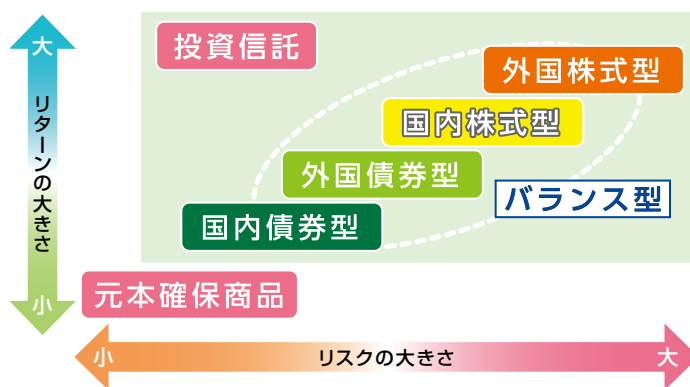 大
投資信託
外国株式型
国内株式型
外国債券型
バランス型
国内債券型
リターンの大きさ
小
元本確保商品
小
リスクの大きさ
大